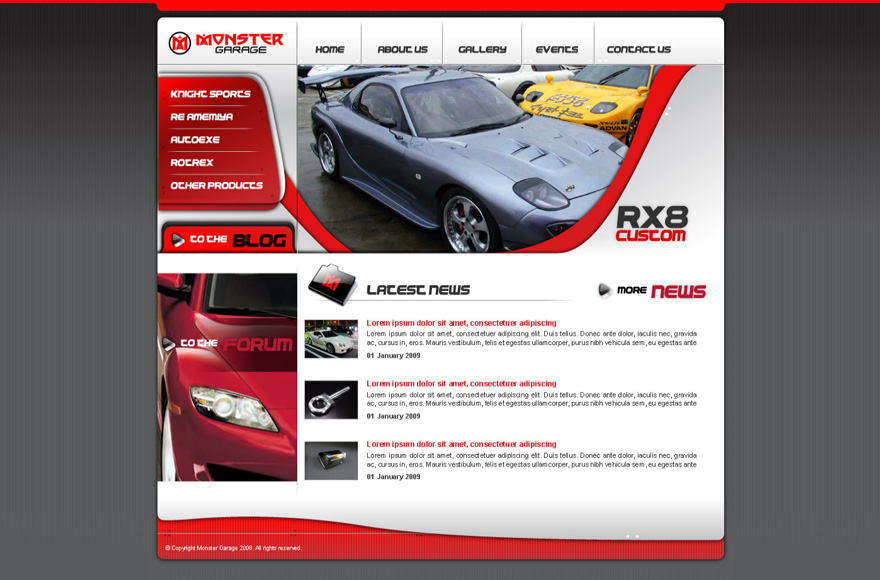 MONSTER
GARAGE
HOME
ABOUT US
GALLERY
EVENTS
CONTACT US
KNIGHT SPORTS
RE AMEMIYA
AUTOEXE
ROTREX
OTHER PRODUCTS
TO THE BLOG
ADVAN
RX8
CUSTOM
LATEST NEWS
MORE NEWS
TO THE FORUM
Lorem ipsum dolor sit amet, consectetuer adipiscing
Lorem ipsum dolor sit amet, consectetuer adipiscing elit. Duis tellus. Donec ante dolor, iaculis nec, gravida
ac, cursus in, eros. Mauris vestibulum, felis et egestas ullamcorper, purus nibh vehicula sem, eu egestas ante
01 January 2009
Lorem ipsum dolor sit amet, consectetuer adipiscing
Lorem ipsum dolor sit amet, consectetuer adipiscing elit. Duis tellus. Donec ante dolor, iaculis nec, gravida
ac, cursus in, eros. Mauris vestibulum, felis et egestas ullamcorper, purus nibh vehicula sem, eu egestas ante
01 January 2009
Lorem ipsum dolor sit amet, consectetuer adipiscing
Lorem ipsum dolor sit amet, consectetuer adipiscing elit. Duis tellus. Donec ante dolor, iaculis nec, gravida
ac, cursus in, eros. Mauris vestibulum, felis et egestas ullamcorper, purus nibh vehicula sem, eu egestas ante
01 January 2009
© Copyright Monster Garage 2009. All rights reserved.